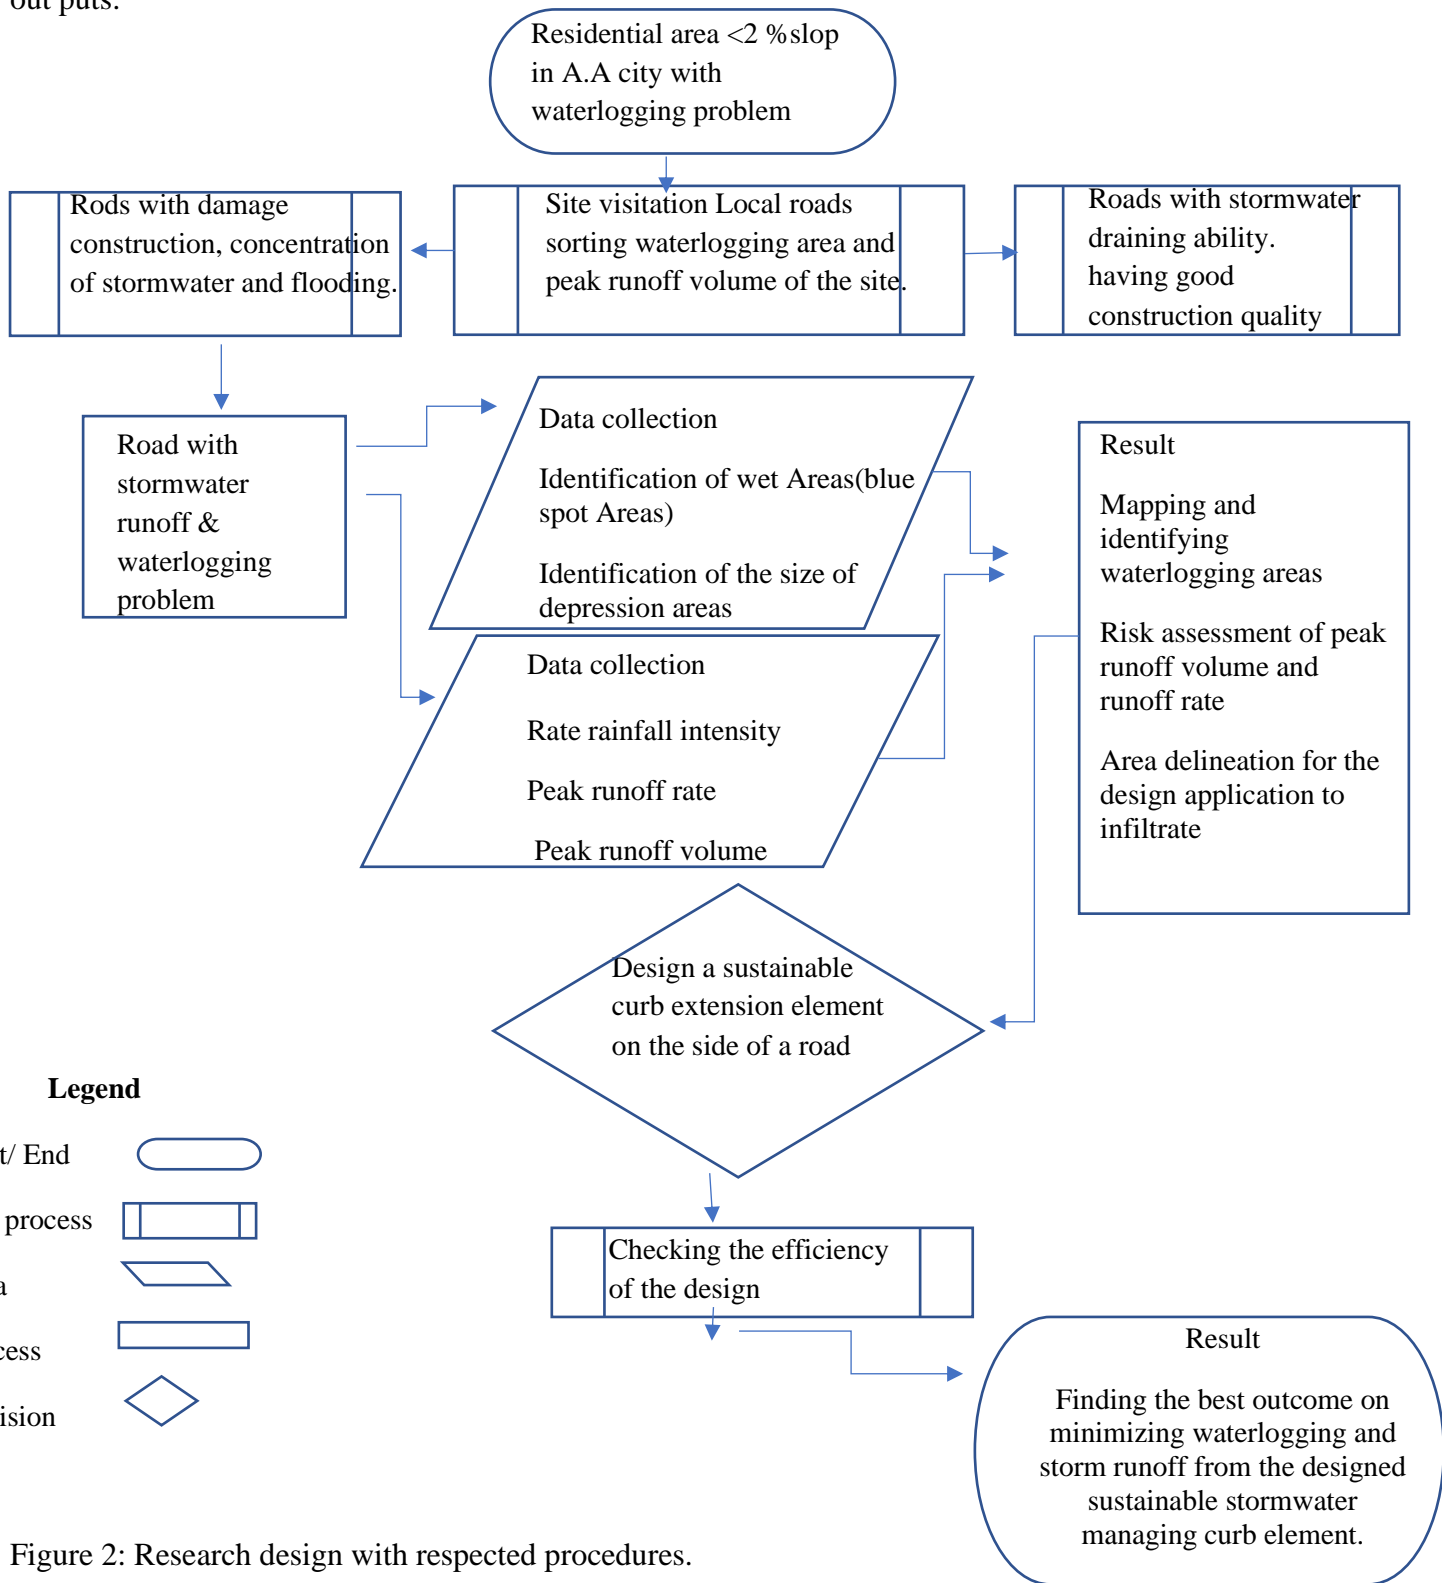 out puts.
Residential area <2 %slop
in A.A city with
waterlogging problem
Rods with damage
construction, concentration
of stormwater and flooding.
Site visitation Local roads
sorting waterlogging area and
peak runoff volume of the site.
Roads with stormwater
draining ability.
having good
construction quality
Road with
stormwater
runoff &
waterlogging
problem
Data collection
Identification of wet Areas(blue
spot Areas)
Identification of the size of
depression areas
Data collection
Rate rainfall intensity
Peak runoff rate
Peak runoff volume
Result
Mapping and
identifying
waterlogging areas
Risk assessment of peak
runoff volume and
runoff rate
Area delineation for the
design application to
infiltrate
Design a sustainable
curb extension element
on the side of a road
Checking the efficiency
of the design
Result
Finding the best outcome on
minimizing waterlogging and
storm runoff from the designed
sustainable stormwater
managing curb element.
Legend
t/ End
process
a
cess
ision
Figure 2: Research design with respected procedures.